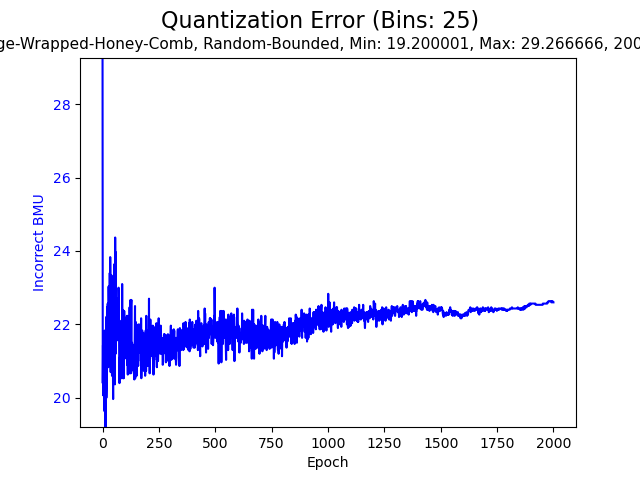 Quantization Error (Bins: 25)
ge-Wrapped-Honey-Comb, Random-Bounded, Min: 19.200001, Max: 29.266666, 200
28
26
24
22
20
Incorrect BMU
0 250 500 750 1000 1250 1500 1750 2000
Epoch